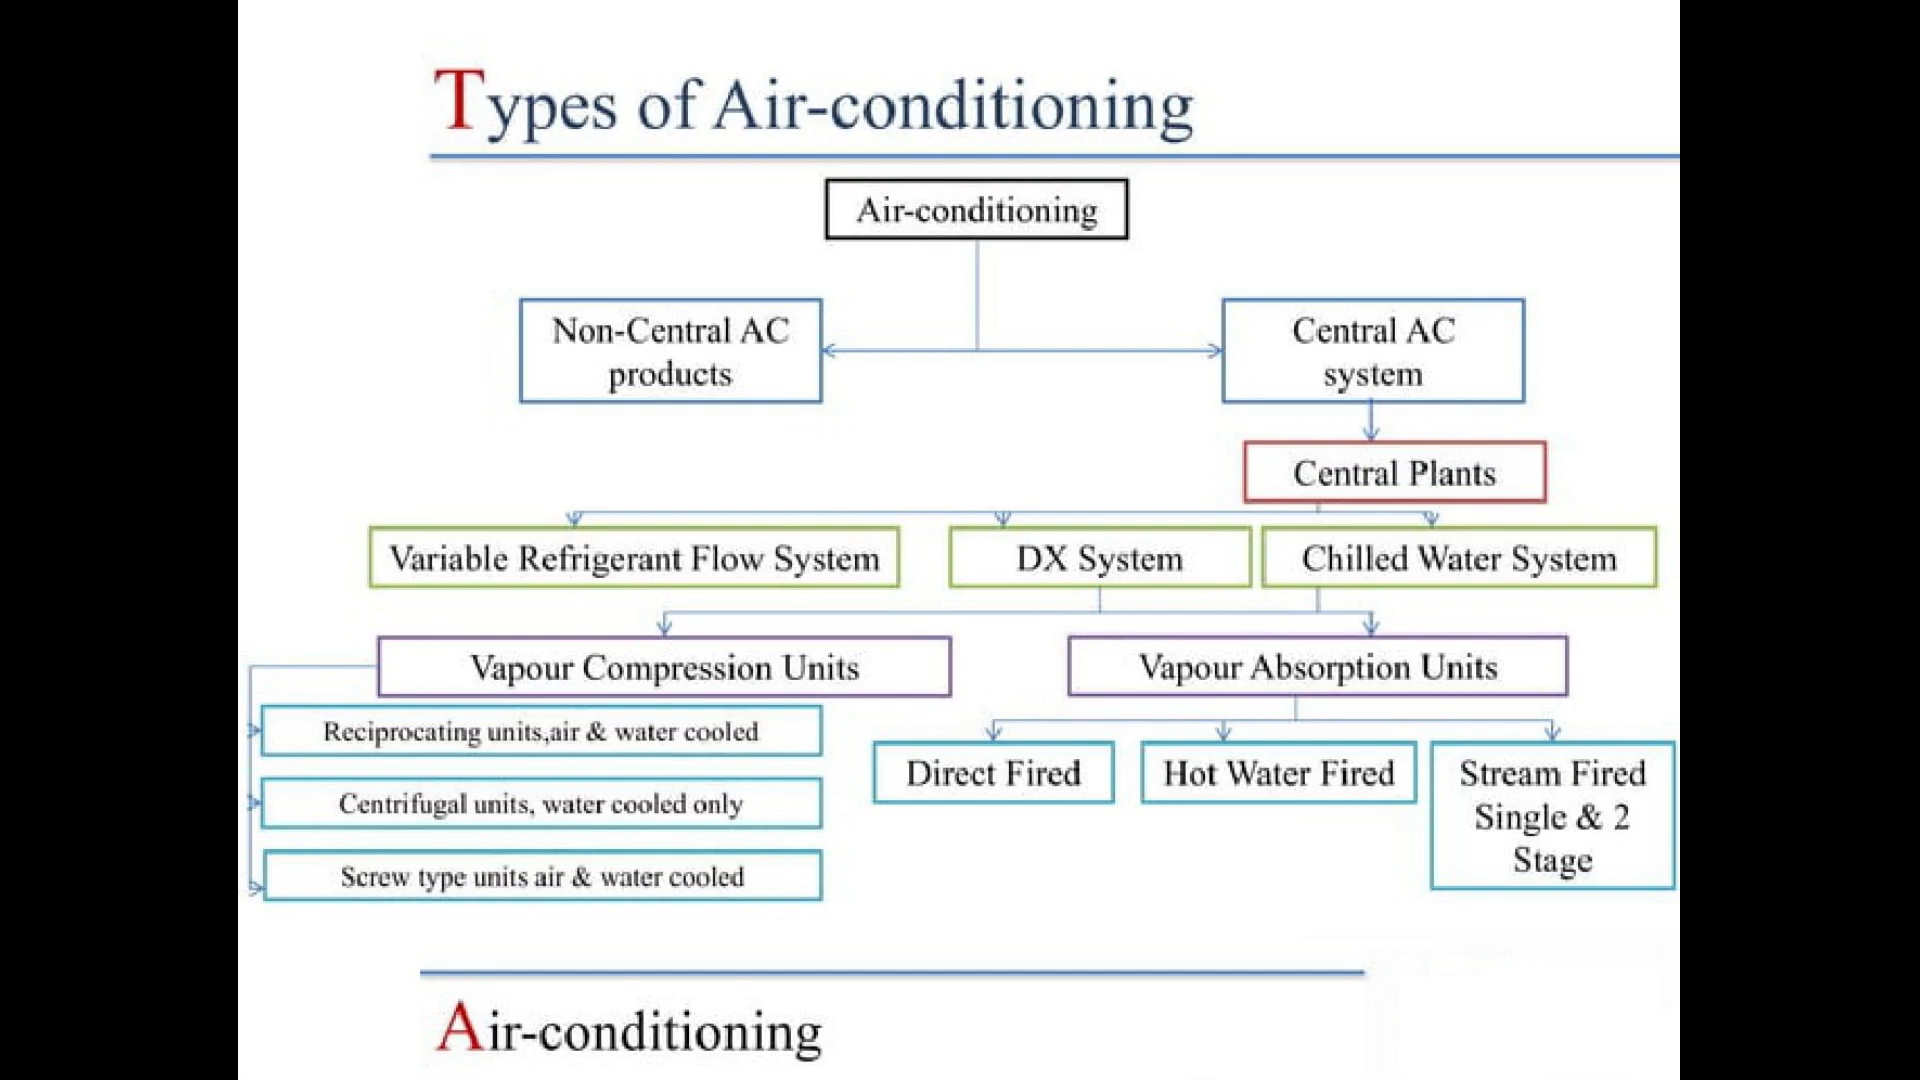 Types of Air-conditioning
Air-conditioning
Non-Central AC
products
Central AC
system
Central Plants
Variable Refrigerant Flow System
DX System
Chilled Water System
Vapour Compression Units
Vapour Absorption Units
Reciprocating units,air & water cooled
Centrifugal units, water cooled only
Screw type units air & water cooled
Direct Fired
Hot Water Fired
Stream Fired
Single & 2
Stage
Air-conditioning